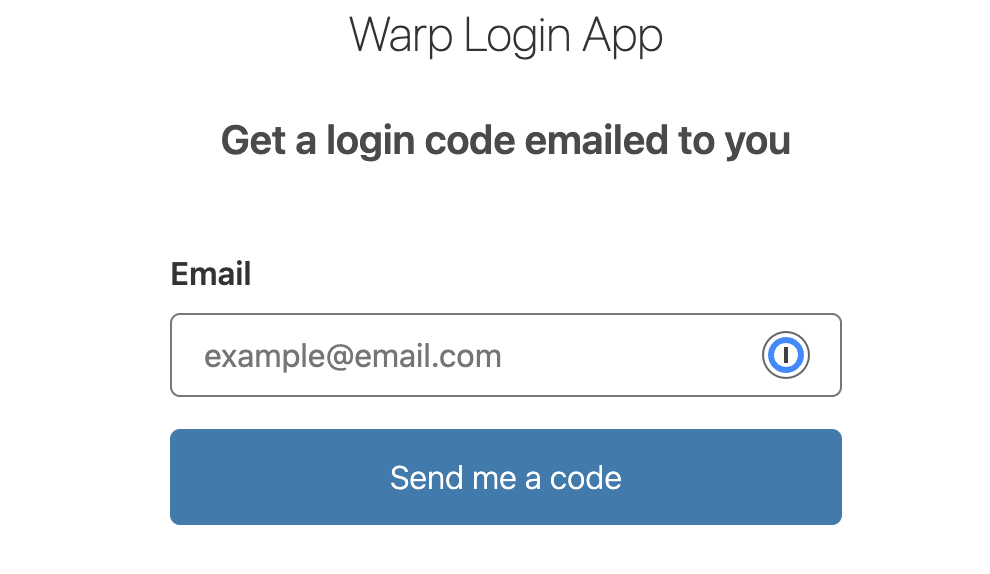 Warp Login App
Get a login code emailed to you
Email
example@email.com
Send me a code